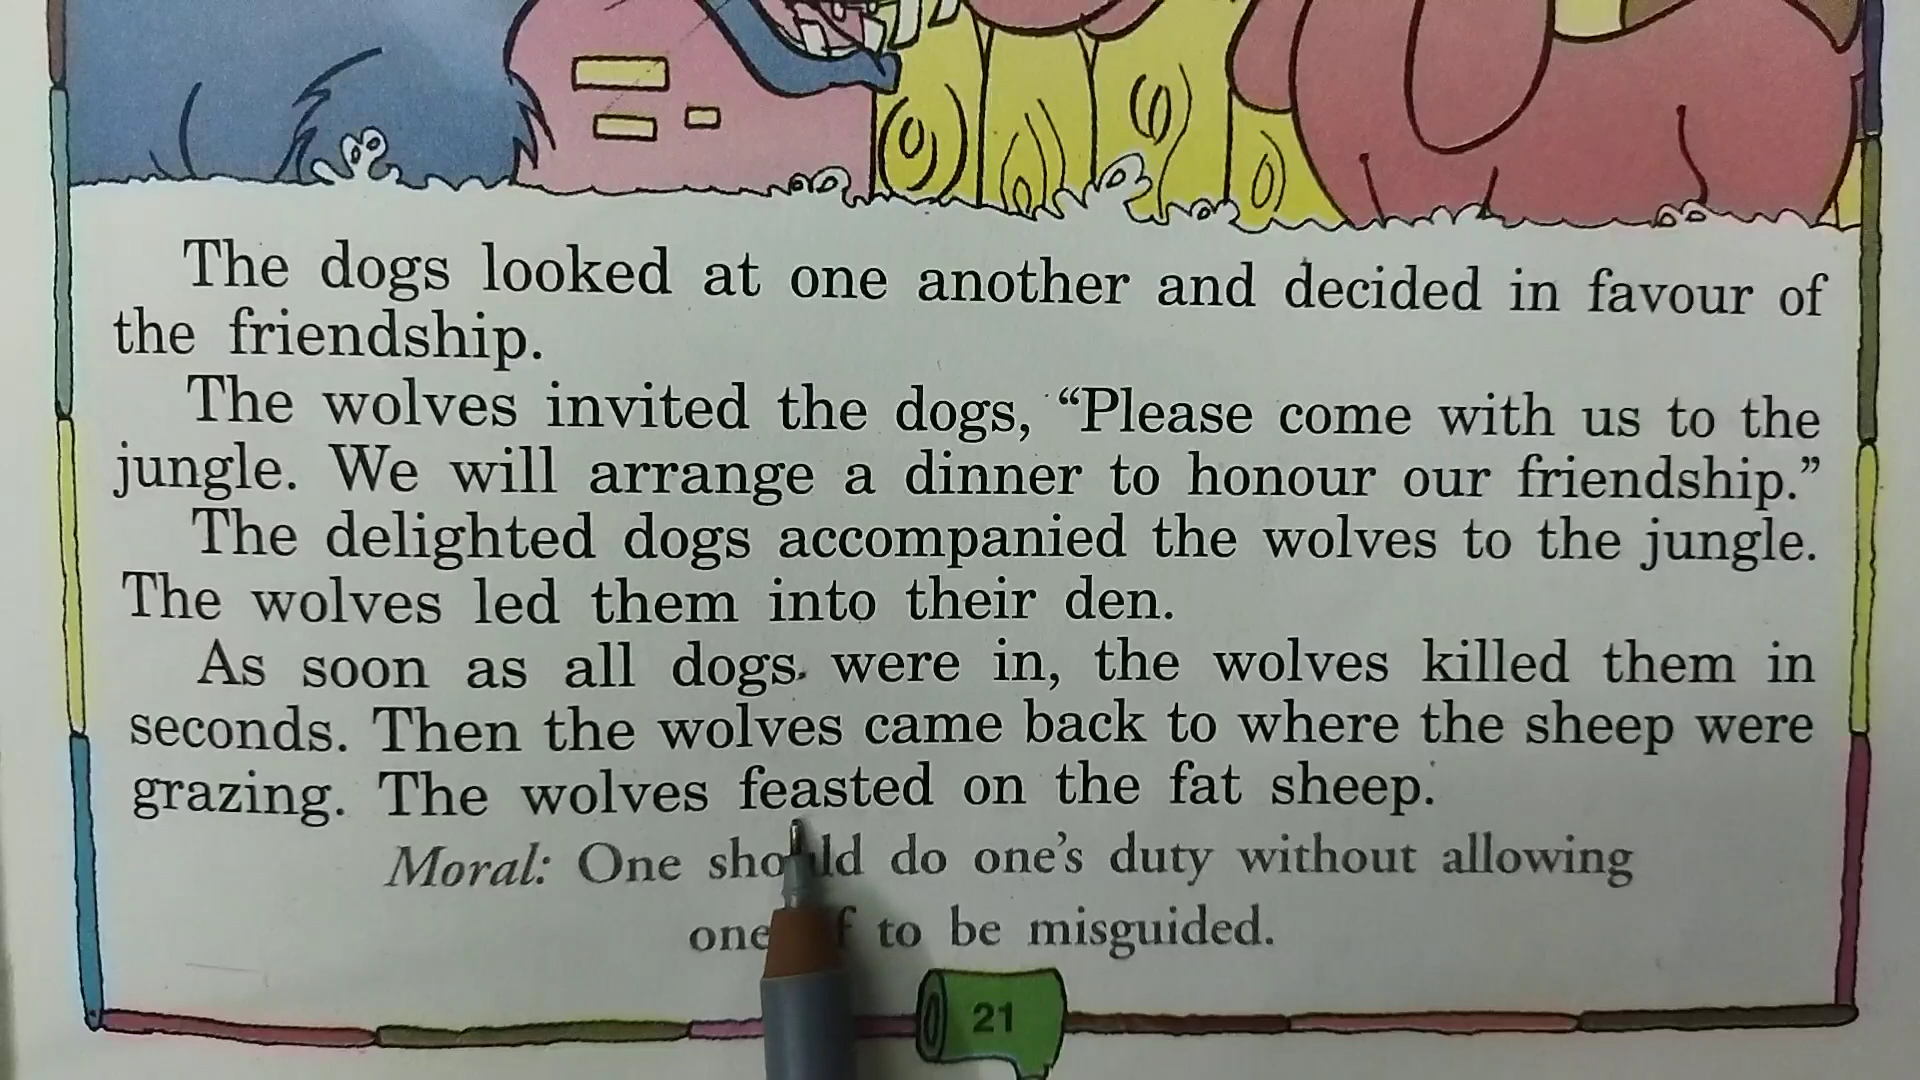 The dogs looked at one another and decided in favour of
the friendship.
The wolves invited the dogs, “Please come with us to the
jungle. We will arrange a dinner to honour our friendship.”
The delighted dogs accompanied the wolves to the jungle.
The wolves led them into their den.
As soon as all dogs were in, the wolves killed them in
seconds. Then the wolves came back to where the sheep were
grazing. The wolves feasted on the fat sheep.
Moral: One should do one’s duty without allowing
to be misguided.
21